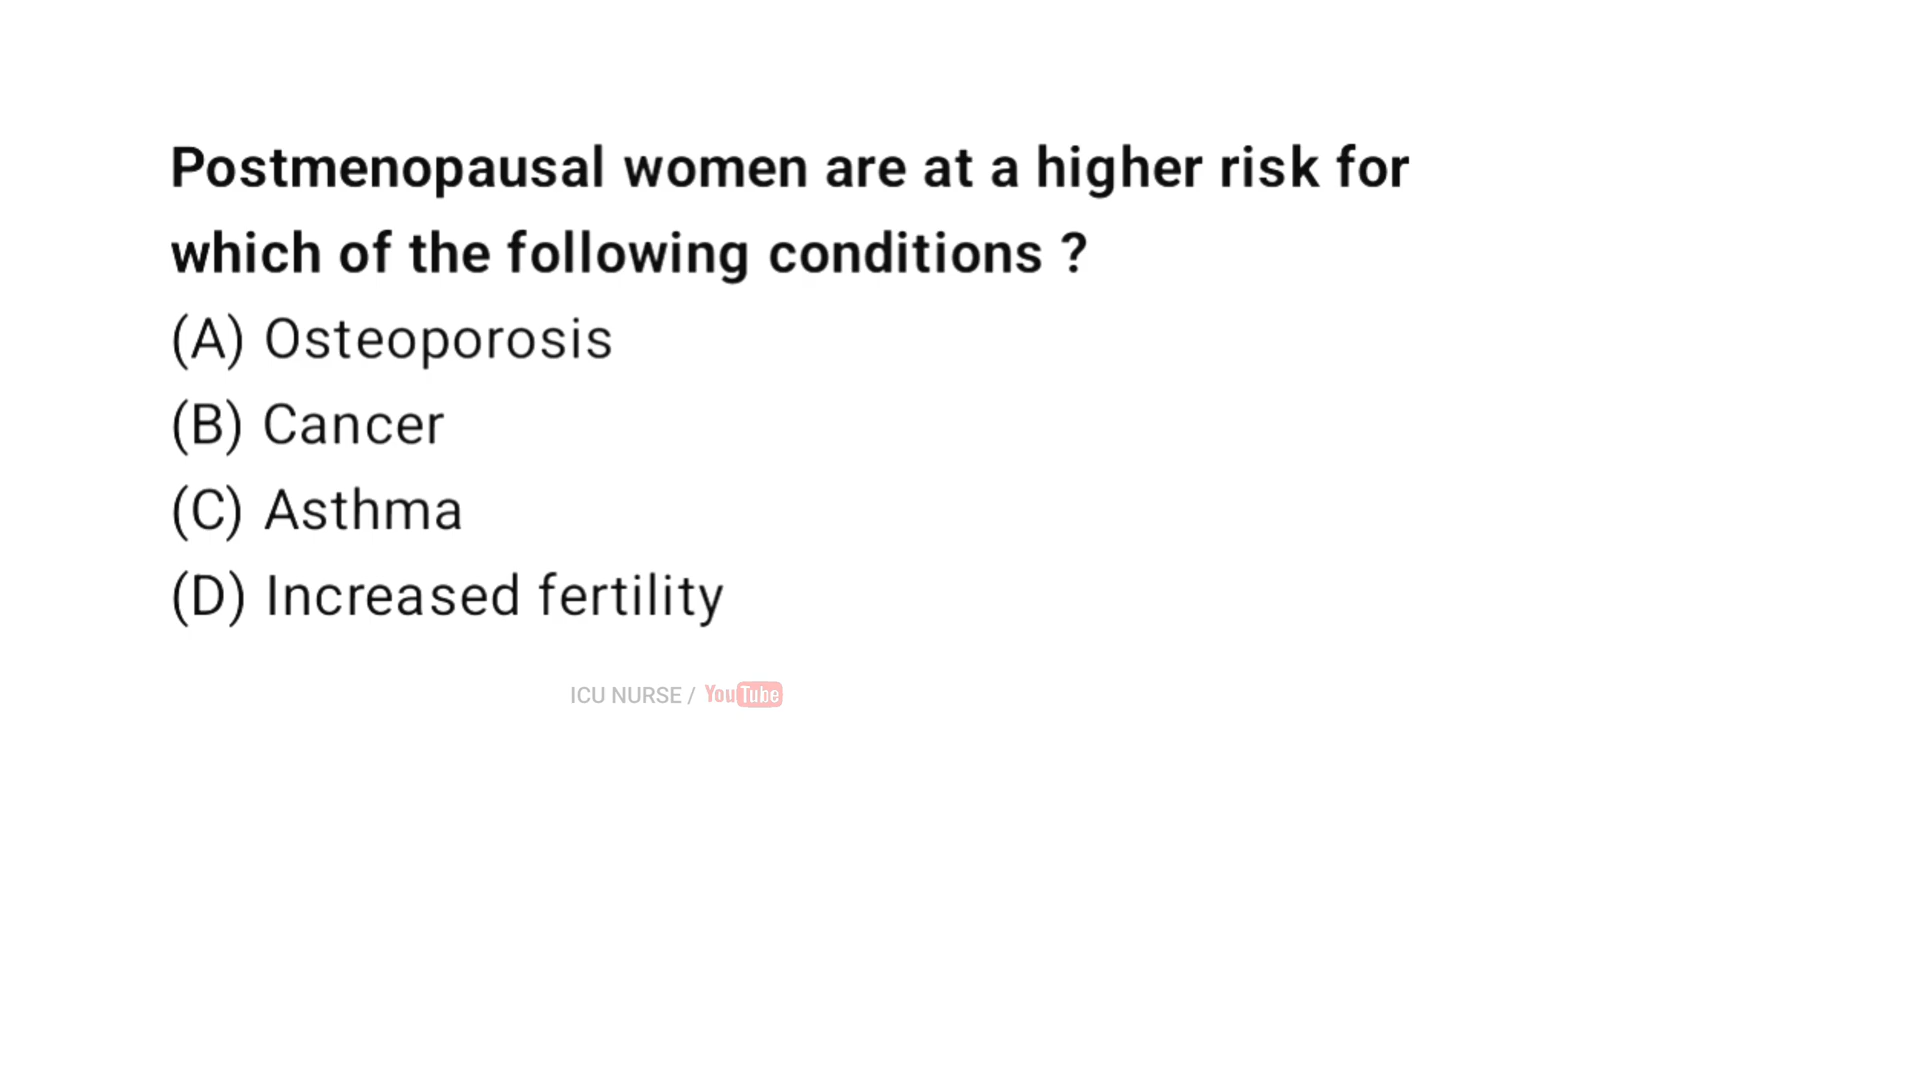 Postmenopausal women are at a higher risk for
which of the following conditions ?
(A) Osteoporosis
(B) Cancer
(C) Asthma
(D) Increased fertility
ICU NURSE / YouTube